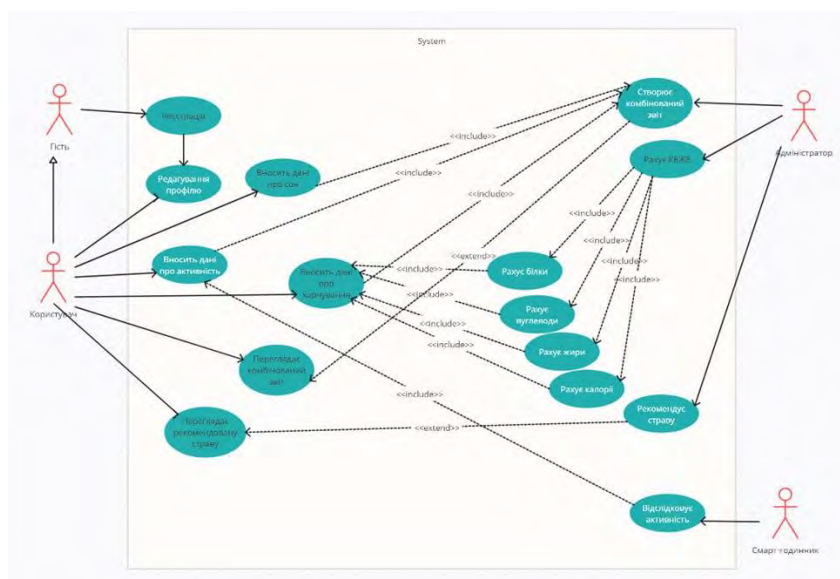 System
Гість
Реєстрація
Створює
комбінований
звіт
Адміністратор
<<include>>
Рахує КБЖВ
Редагування
профілю
Вносить дані
про сон
<<include>>
<<include>>
<<include>>
<<extend>>
<<include>>
<<include>>
Користувач
Вносить дані
про активність
Вносить дані
про
харчування
<<include>>
Рахує білки
<<include>>
Рахує
вуглеводи
<<include>>
Рахує жири
<<include>>
Рахує калорії
Переглядає
комбінований
звіт
<<include>>
Рекомендує
страву
Переглядає
рекомендовану
страву
<<extend>>
Відслідковує
активність
Смарт-годинник